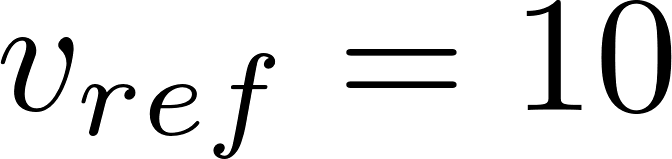 v_{ref} = 10